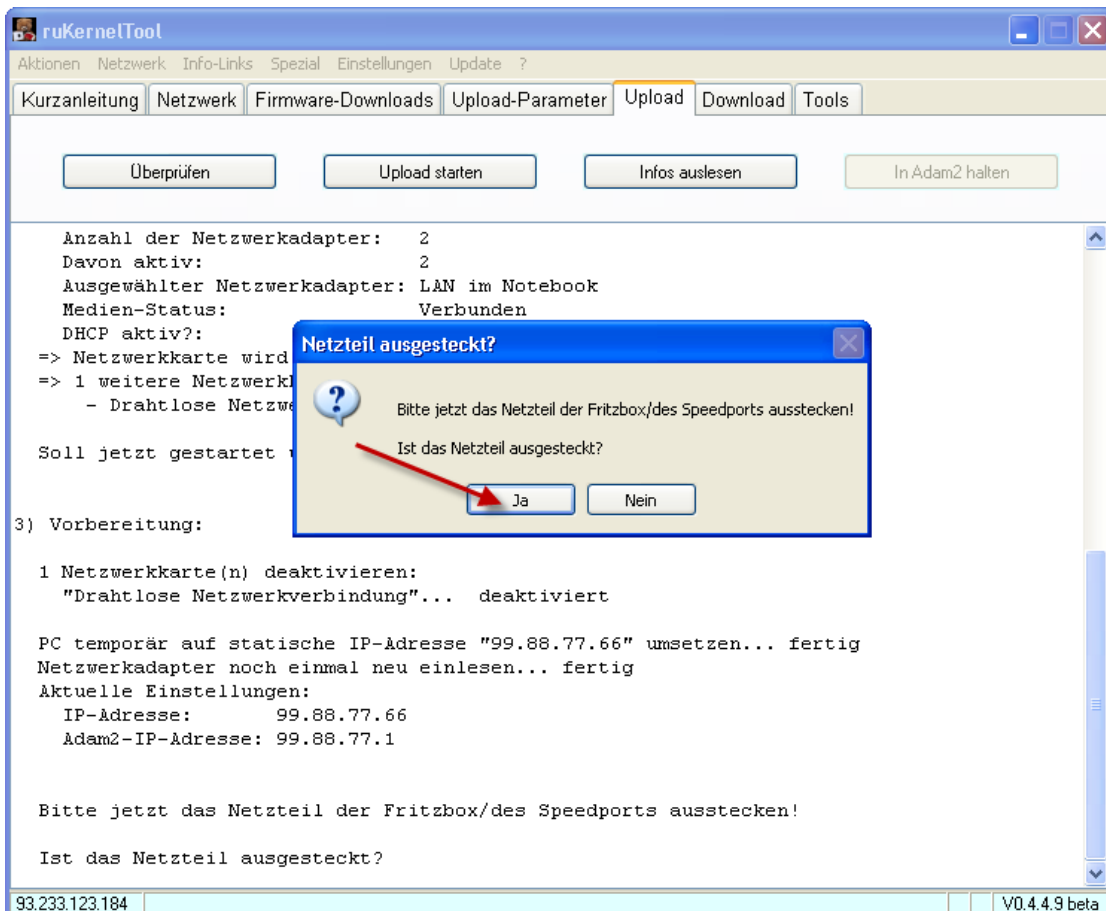 ruKernelTool
Aktionen Netzwerk Info-Links Spezial Einstellungen Update ?
Kurzanleitung Netzwerk Firmware-Downloads Upload-Parameter Upload Download Tools
Überprüfen Upload starten Infos auslesen In Adam2 halten
Anzahl der Netzwerkadapter: 2
Davon aktiv: 2
Ausgewählter Netzwerkadapter: LAN im Notebook
Medien-Status: Verbunden
DHCP aktiv?:
=> Netzwerkkarte wird
=> 1 weitere
- Drahtlose
Soll jetzt gestartet
Netzteil ausgesteckt?
Bitte jetzt das Netzteil der Fritzbox/des Speedports ausstecken!
Ist das Netzteil ausgesteckt?
Ja Nein
3) Vorbereitung:
1 Netzwerkkarte(n) deaktivieren:
"Drahtlose Netzwerkverbindung"... deaktiviert
PC temporär auf statische IP-Adresse "99.88.77.66" umsetzen... fertig
Netzwerkadapter noch einmal neu einlesen... fertig
Aktuelle Einstellungen:
IP-Adresse: 99.88.77.66
Adam2-IP-Adresse: 99.88.77.1
Bitte jetzt das Netzteil der Fritzbox/des Speedports ausstecken!
Ist das Netzteil ausgesteckt?
93.233.123.184 V0.4.4.9 beta